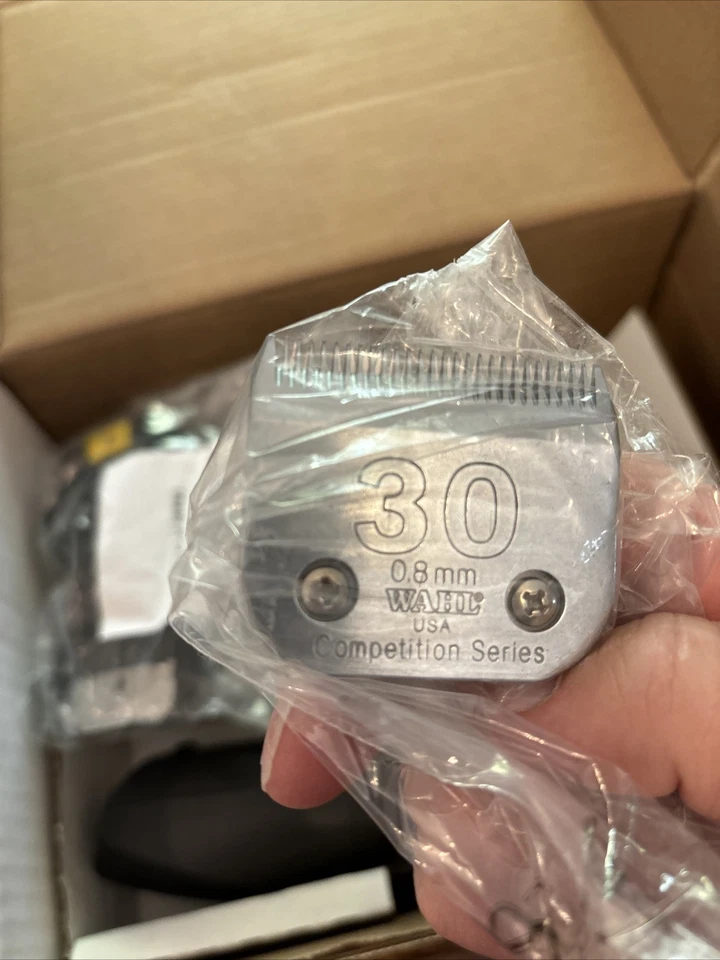 30
0.8mm
WAHL®
USA
Competition Series